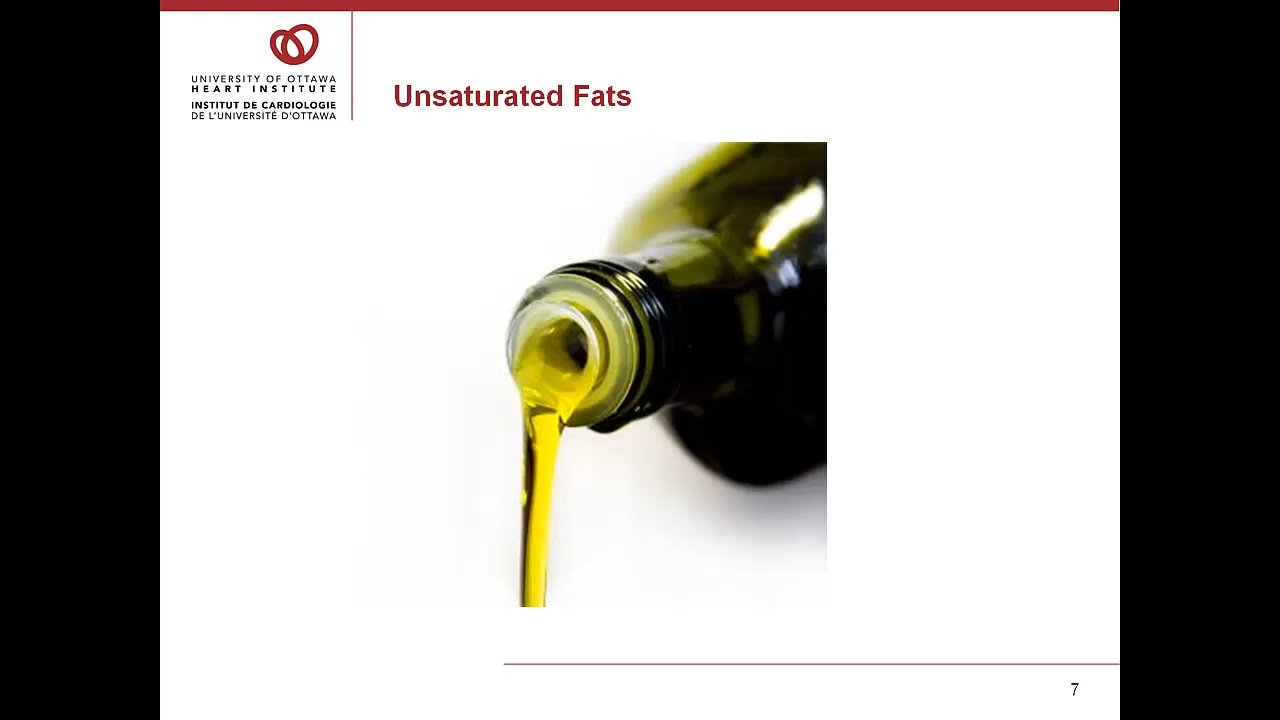 UNIVERSITY OF OTTAWA
HEART INSTITUTE
INSTITUT DE CARDIOLOGIE
DE L'UNIVERSITÉ D'OTTAWA
Unsaturated Fats
7